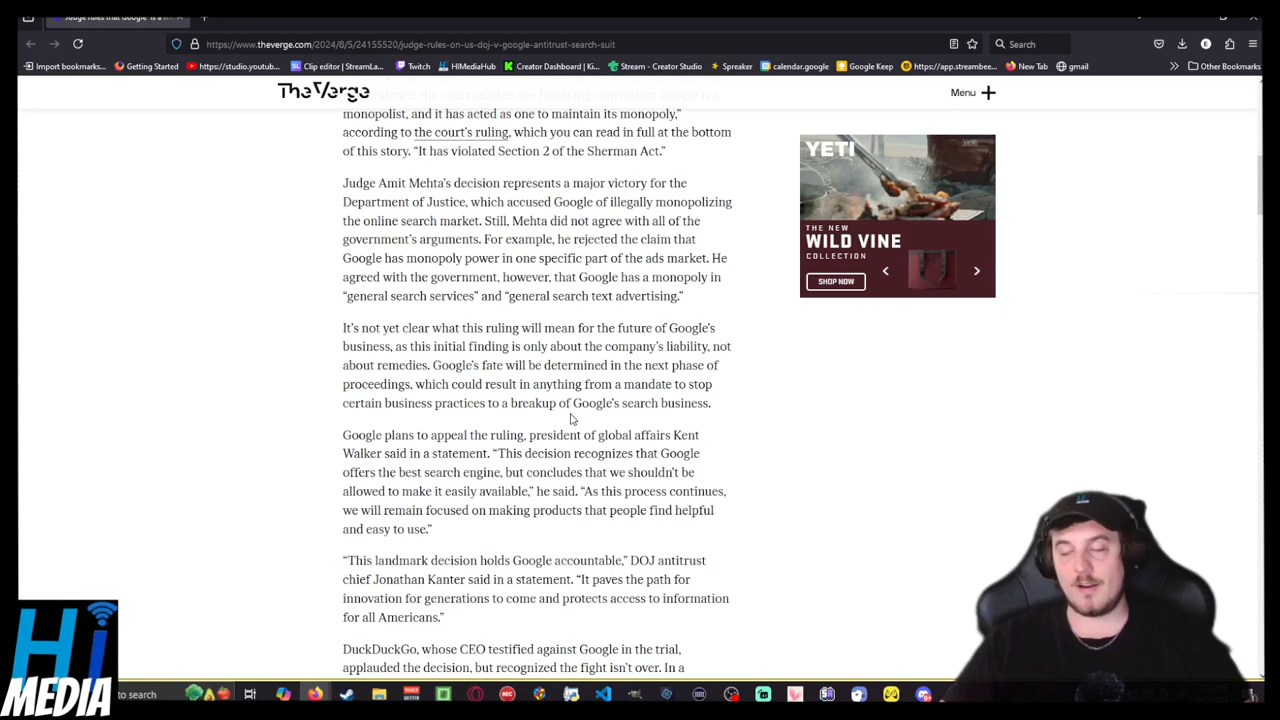 Judge rules that 'Google' is a m...
https://www.theverge.com/2024/8/5/24155520/judge-rules-on-us-doj-v-google-antitrust-search-suit
Search
Import bookmarks...
Getting Started
https://studio.youtub...
Clip editor | StreamLa...
Twitch
HIMediaHub
Creator Dashboard | Ki...
Stream - Creator Studio
Spreaker
calendar.google
Google Keep
https://app.streambee...
New Tab
gmail
Other Bookmarks
TheVerge
Menu
the court reaches the following conclusion: Google is a
monopolist, and it has acted as one to maintain its monopoly,”
according to the court’s ruling, which you can read in full at the bottom
of this story. “It has violated Section 2 of the Sherman Act.”
Judge Amit Mehta’s decision represents a major victory for the
Department of Justice, which accused Google of illegally monopolizing
the online search market. Still, Mehta did not agree with all of the
government’s arguments. For example, he rejected the claim that
Google has monopoly power in one specific part of the ads market. He
agreed with the government, however, that Google has a monopoly in
“general search services” and “general search text advertising.”
It’s not yet clear what this ruling will mean for the future of Google’s
business, as this initial finding is only about the company’s liability, not
about remedies. Google’s fate will be determined in the next phase of
proceedings, which could result in anything from a mandate to stop
certain business practices to a breakup of Google’s search business.
Google plans to appeal the ruling, president of global affairs Kent
Walker said in a statement. “This decision recognizes that Google
offers the best search engine, but concludes that we shouldn’t be
allowed to make it easily available,” he said. “As this process continues,
we will remain focused on making products that people find helpful
and easy to use.”
“This landmark decision holds Google accountable,” DOJ antitrust
chief Jonathan Kanter said in a statement. “It paves the path for
innovation for generations to come and protects access to information
for all Americans.”
DuckDuckGo, whose CEO testified against Google in the trial,
applauded the decision, but recognized the fight isn’t over. In a
YETI
THE NEW
WILD VINE
COLLECTION
SHOP NOW
Hi
MEDIA
to search